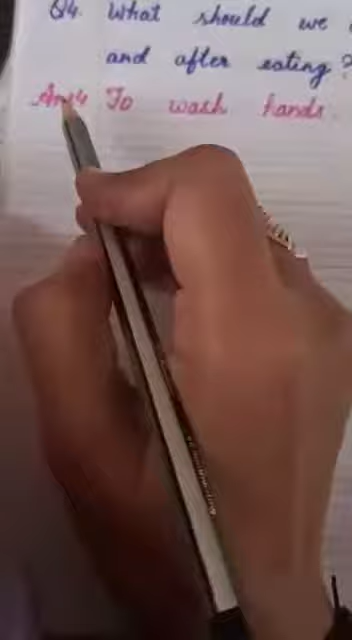 Q4. What should we
and after eating?
Ans4 To wash hands.